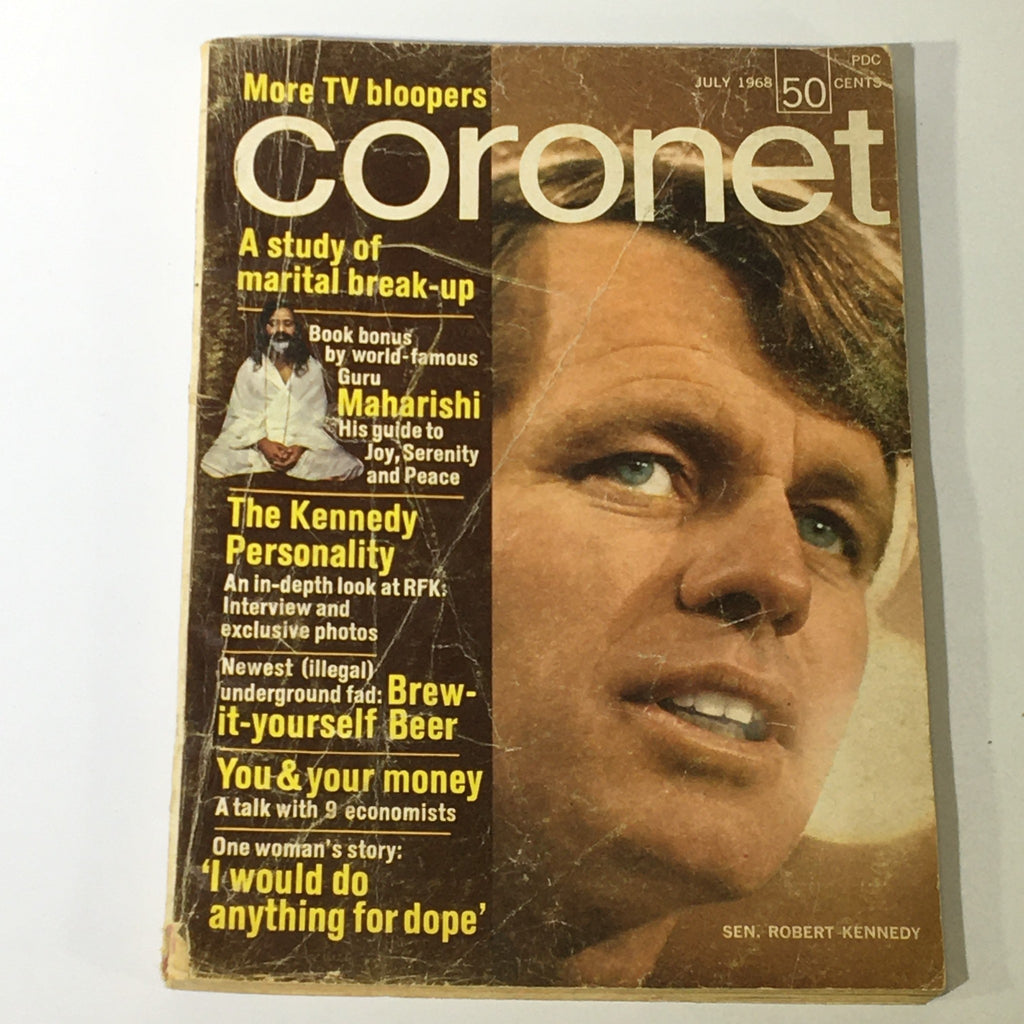 More TV bloopers
JULY 1968 50 PDC
CENTS
coronet
A study of
marital break-up
Book bonus
by world-famous
Guru
Maharishi
His guide to
Joy, Serenity
and Peace
The Kennedy
Personality
An in-depth look at RFK:
Interview and
exclusive photos
Newest (illegal)
underground fad: Brew-
it-yourself Beer
You & your money
A talk with 9 economists
One woman's story:
'I would do
anything for dope'
SEN. ROBERT KENNEDY